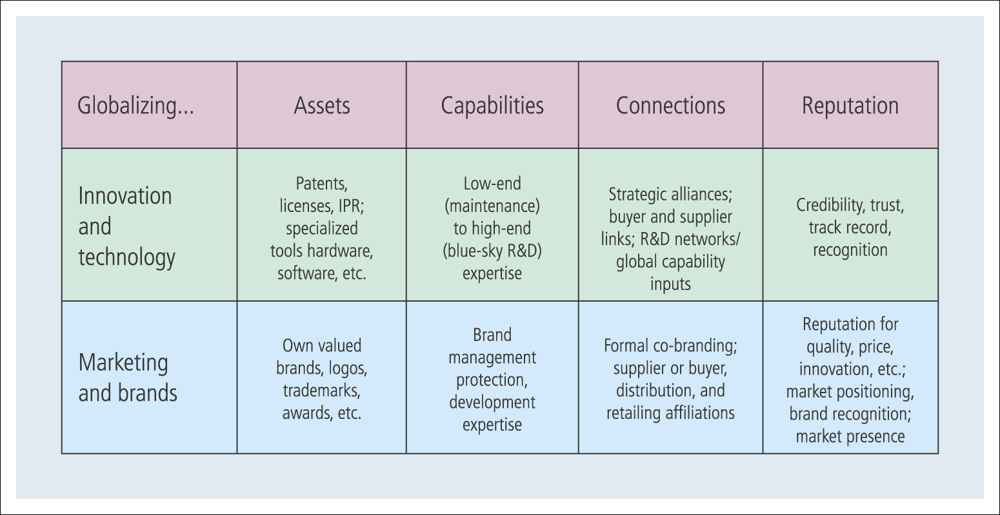 Globalizing...
Assets
Capabilities
Connections
Reputation
Innovation
and
technology
Patents,
licenses, IPR;
specialized
tools hardware,
software, etc.
Low-end
(maintenance)
to high-end
(blue-sky R&D)
expertise
Strategic alliances;
buyer and supplier
links; R&D networks/
global capability
inputs
Credibility, trust,
track record,
recognition
Marketing
and brands
Own valued
brands, logos,
trademarks,
awards, etc.
Brand
management
protection,
development
expertise
Formal co-branding;
supplier or buyer,
distribution, and
retailing affiliations
Reputation for
quality, price,
innovation, etc.;
market positioning,
brand recognition;
market presence